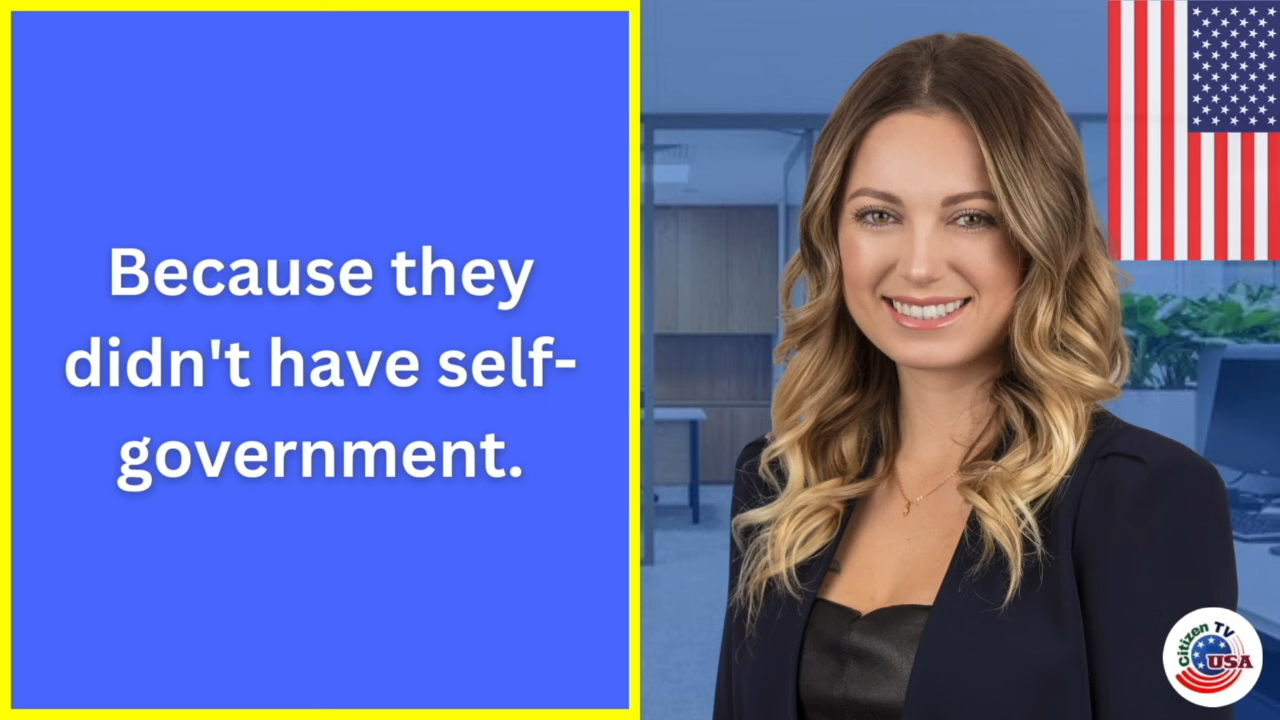 Because they
didn't have self-
government.
Citizen TV
USA